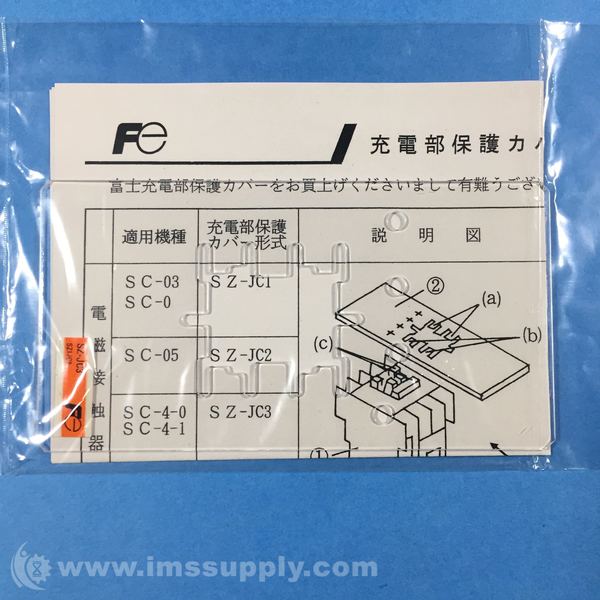 Fe
充電部保護カバ
富士充電部保護カバーをお買上げくださいまして有難うござい
適用機種
充電部保護
カバー形式
説明図
電磁接触器
SC-03
SC-0
SZ-JC1
SC-05
SZ-JC2
SC-4-0
SC-4-1
SZ-JC3
②
(a)
(b)
(c)
①
SZ-JC3
www.imssupply.com